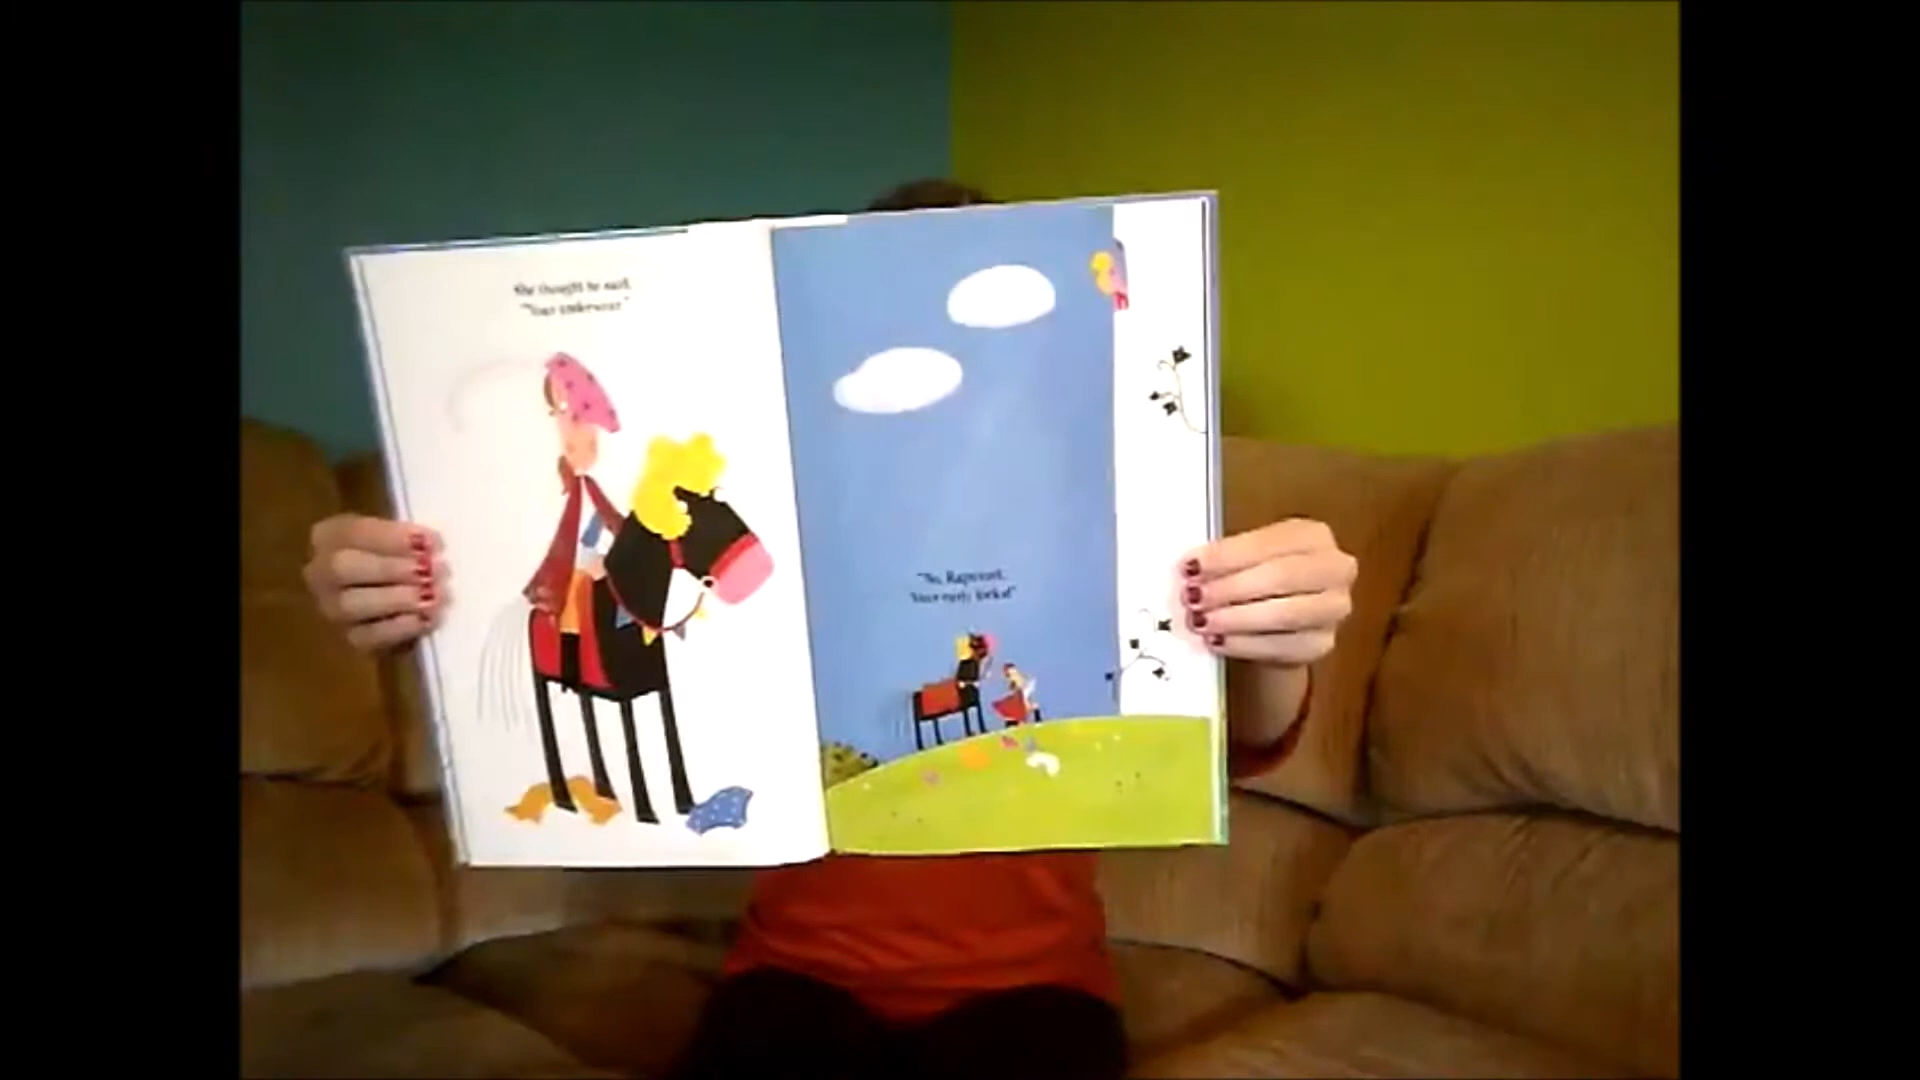 She thought he said,
"Your underwear."
"No, Rapunzel.
Your curly locks!"